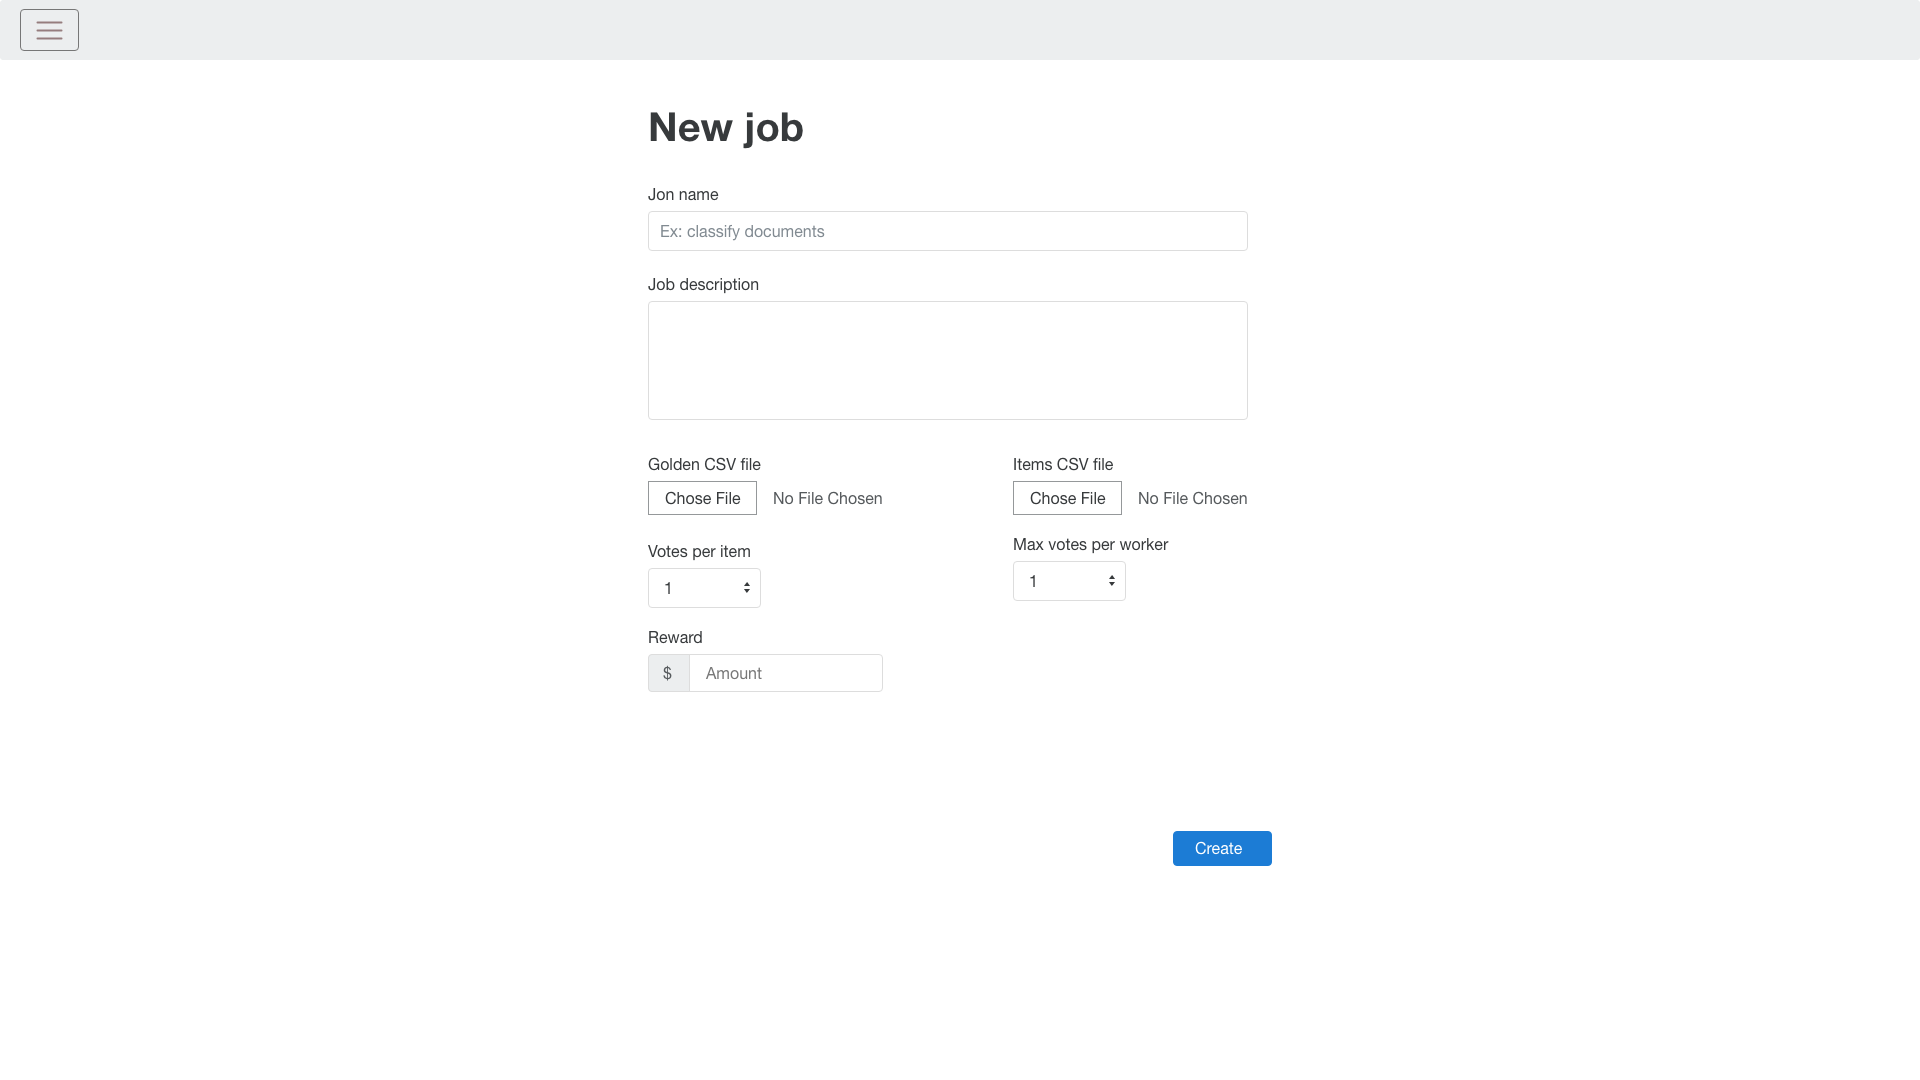 New job
Jon name
Ex: classify documents
Job description
Golden CSV file
Chose File No File Chosen
Items CSV file
Chose File No File Chosen
Votes per item
1
Max votes per worker
1
Reward
$ Amount
Create